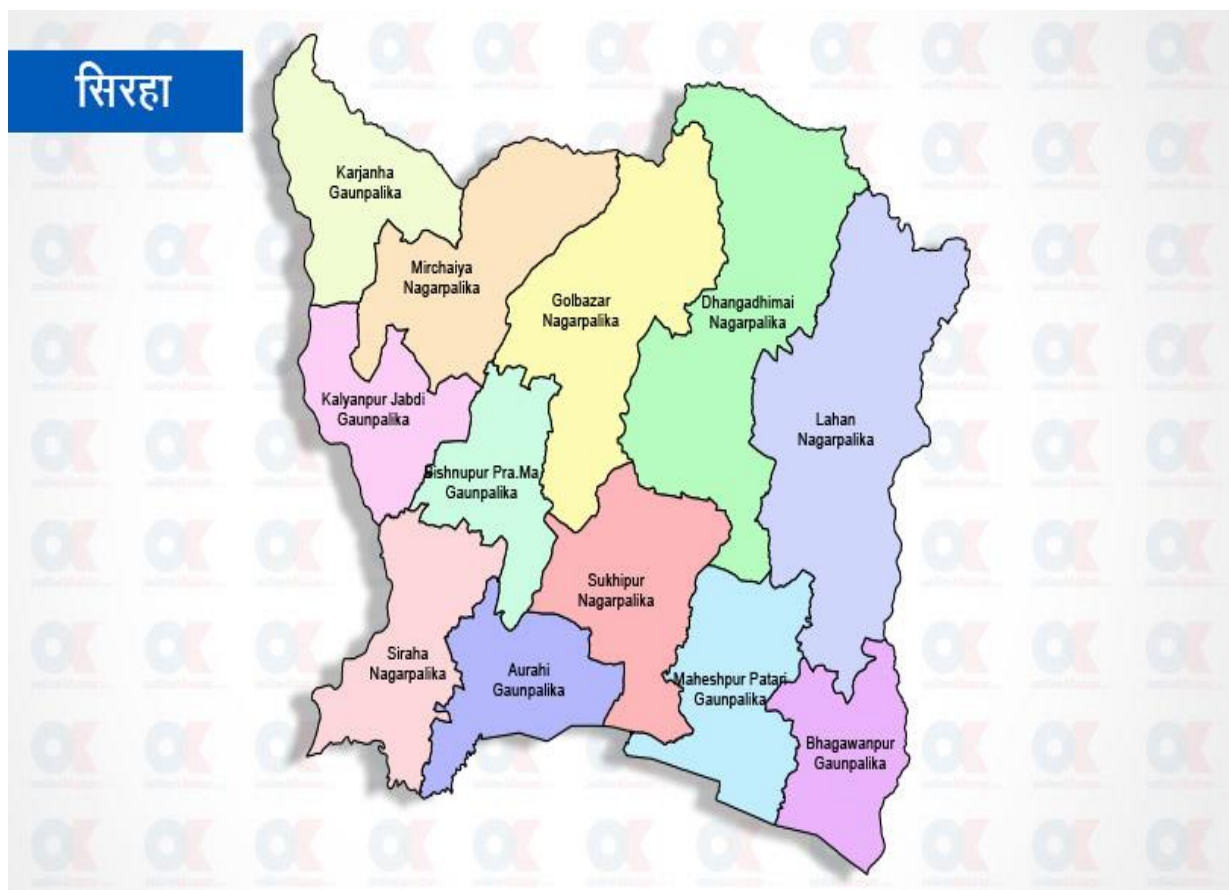 सिरहा
Karjanha
Gaunpalika
Mirchaiya
Nagarpalika
Golbazar
Nagarpalika
Dhangadhimai
Nagarpalika
Kalyanpur Jabdi
Gaunpalika
Lahan
Nagarpalika
Bishnupur Pra.Ma
Gaunpalika
Sukhipur
Nagarpalika
Siraha
Nagarpalika
Aurahi
Gaunpalika
Maheshpur Patari
Gaunpalika
Bhagawanpur
Gaunpalika